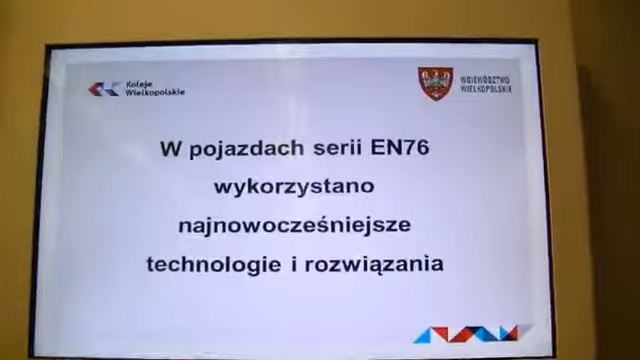 Koleje
Wielkopolskie
WOJEWÓDZTWO
WIELKOPOLSKIE
W pojazdach serii EN76
wykorzystano
najnowocześniejsze
technologie i rozwiązania